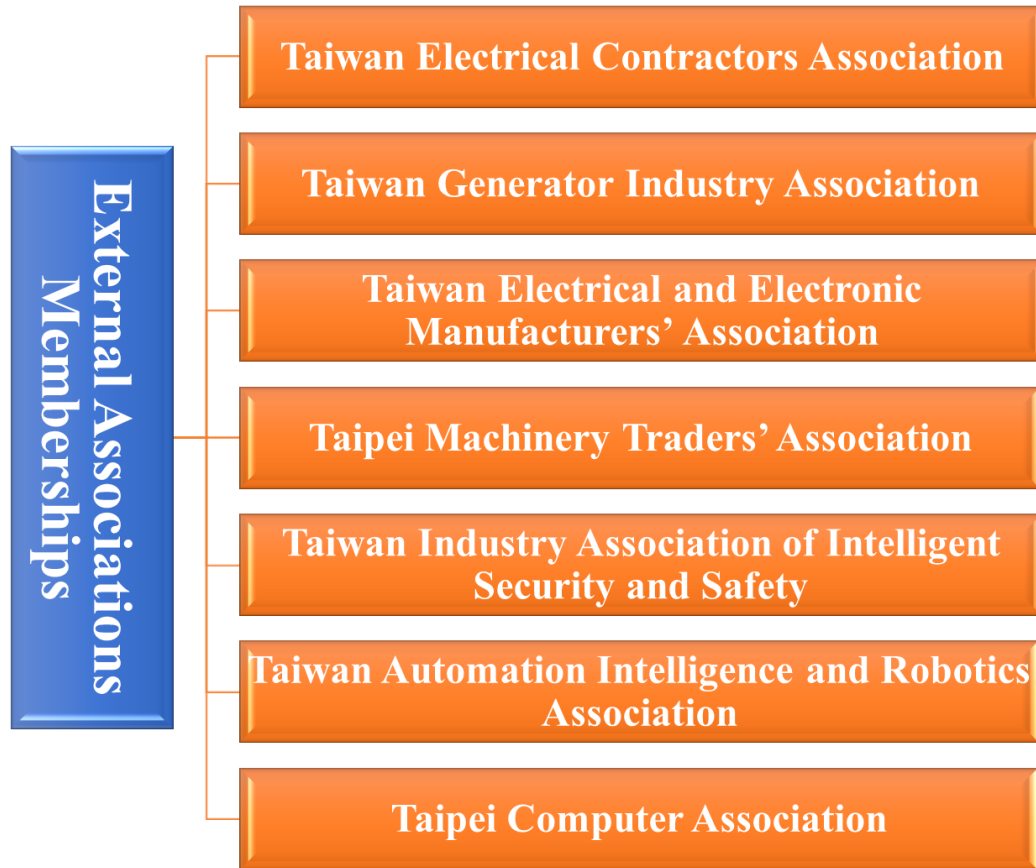 External Associations
Memberships
Taiwan Electrical Contractors Association
Taiwan Generator Industry Association
Taiwan Electrical and Electronic
Manufacturers’ Association
Taipei Machinery Traders’ Association
Taiwan Industry Association of Intelligent
Security and Safety
Taiwan Automation Intelligence and Robotics
Association
Taipei Computer Association